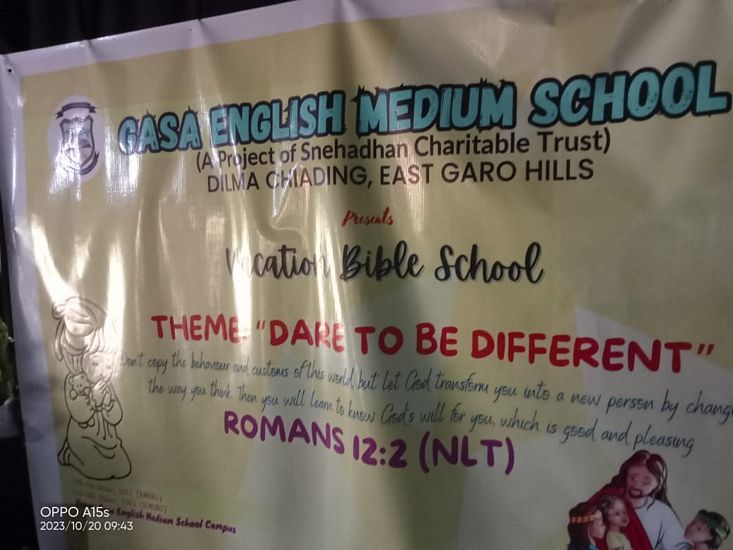 GASA ENGLISH MEDIUM SCHOOL
(A Project of Snehadhan Charitable Trust)
DILMA CHIADING, EAST GARO HILLS
Presents
Vacation Bible School
THEME: "DARE TO BE DIFFERENT"
Don't copy the behaviour and customs of this world, but let God transform you into a new person by
the way you think. Then you will learn to know God's will for you, which is good and pleasing
ROMANS 12:2 (NLT)
English Medium School Campus
OPPO A15s
2023/10/20 09:43